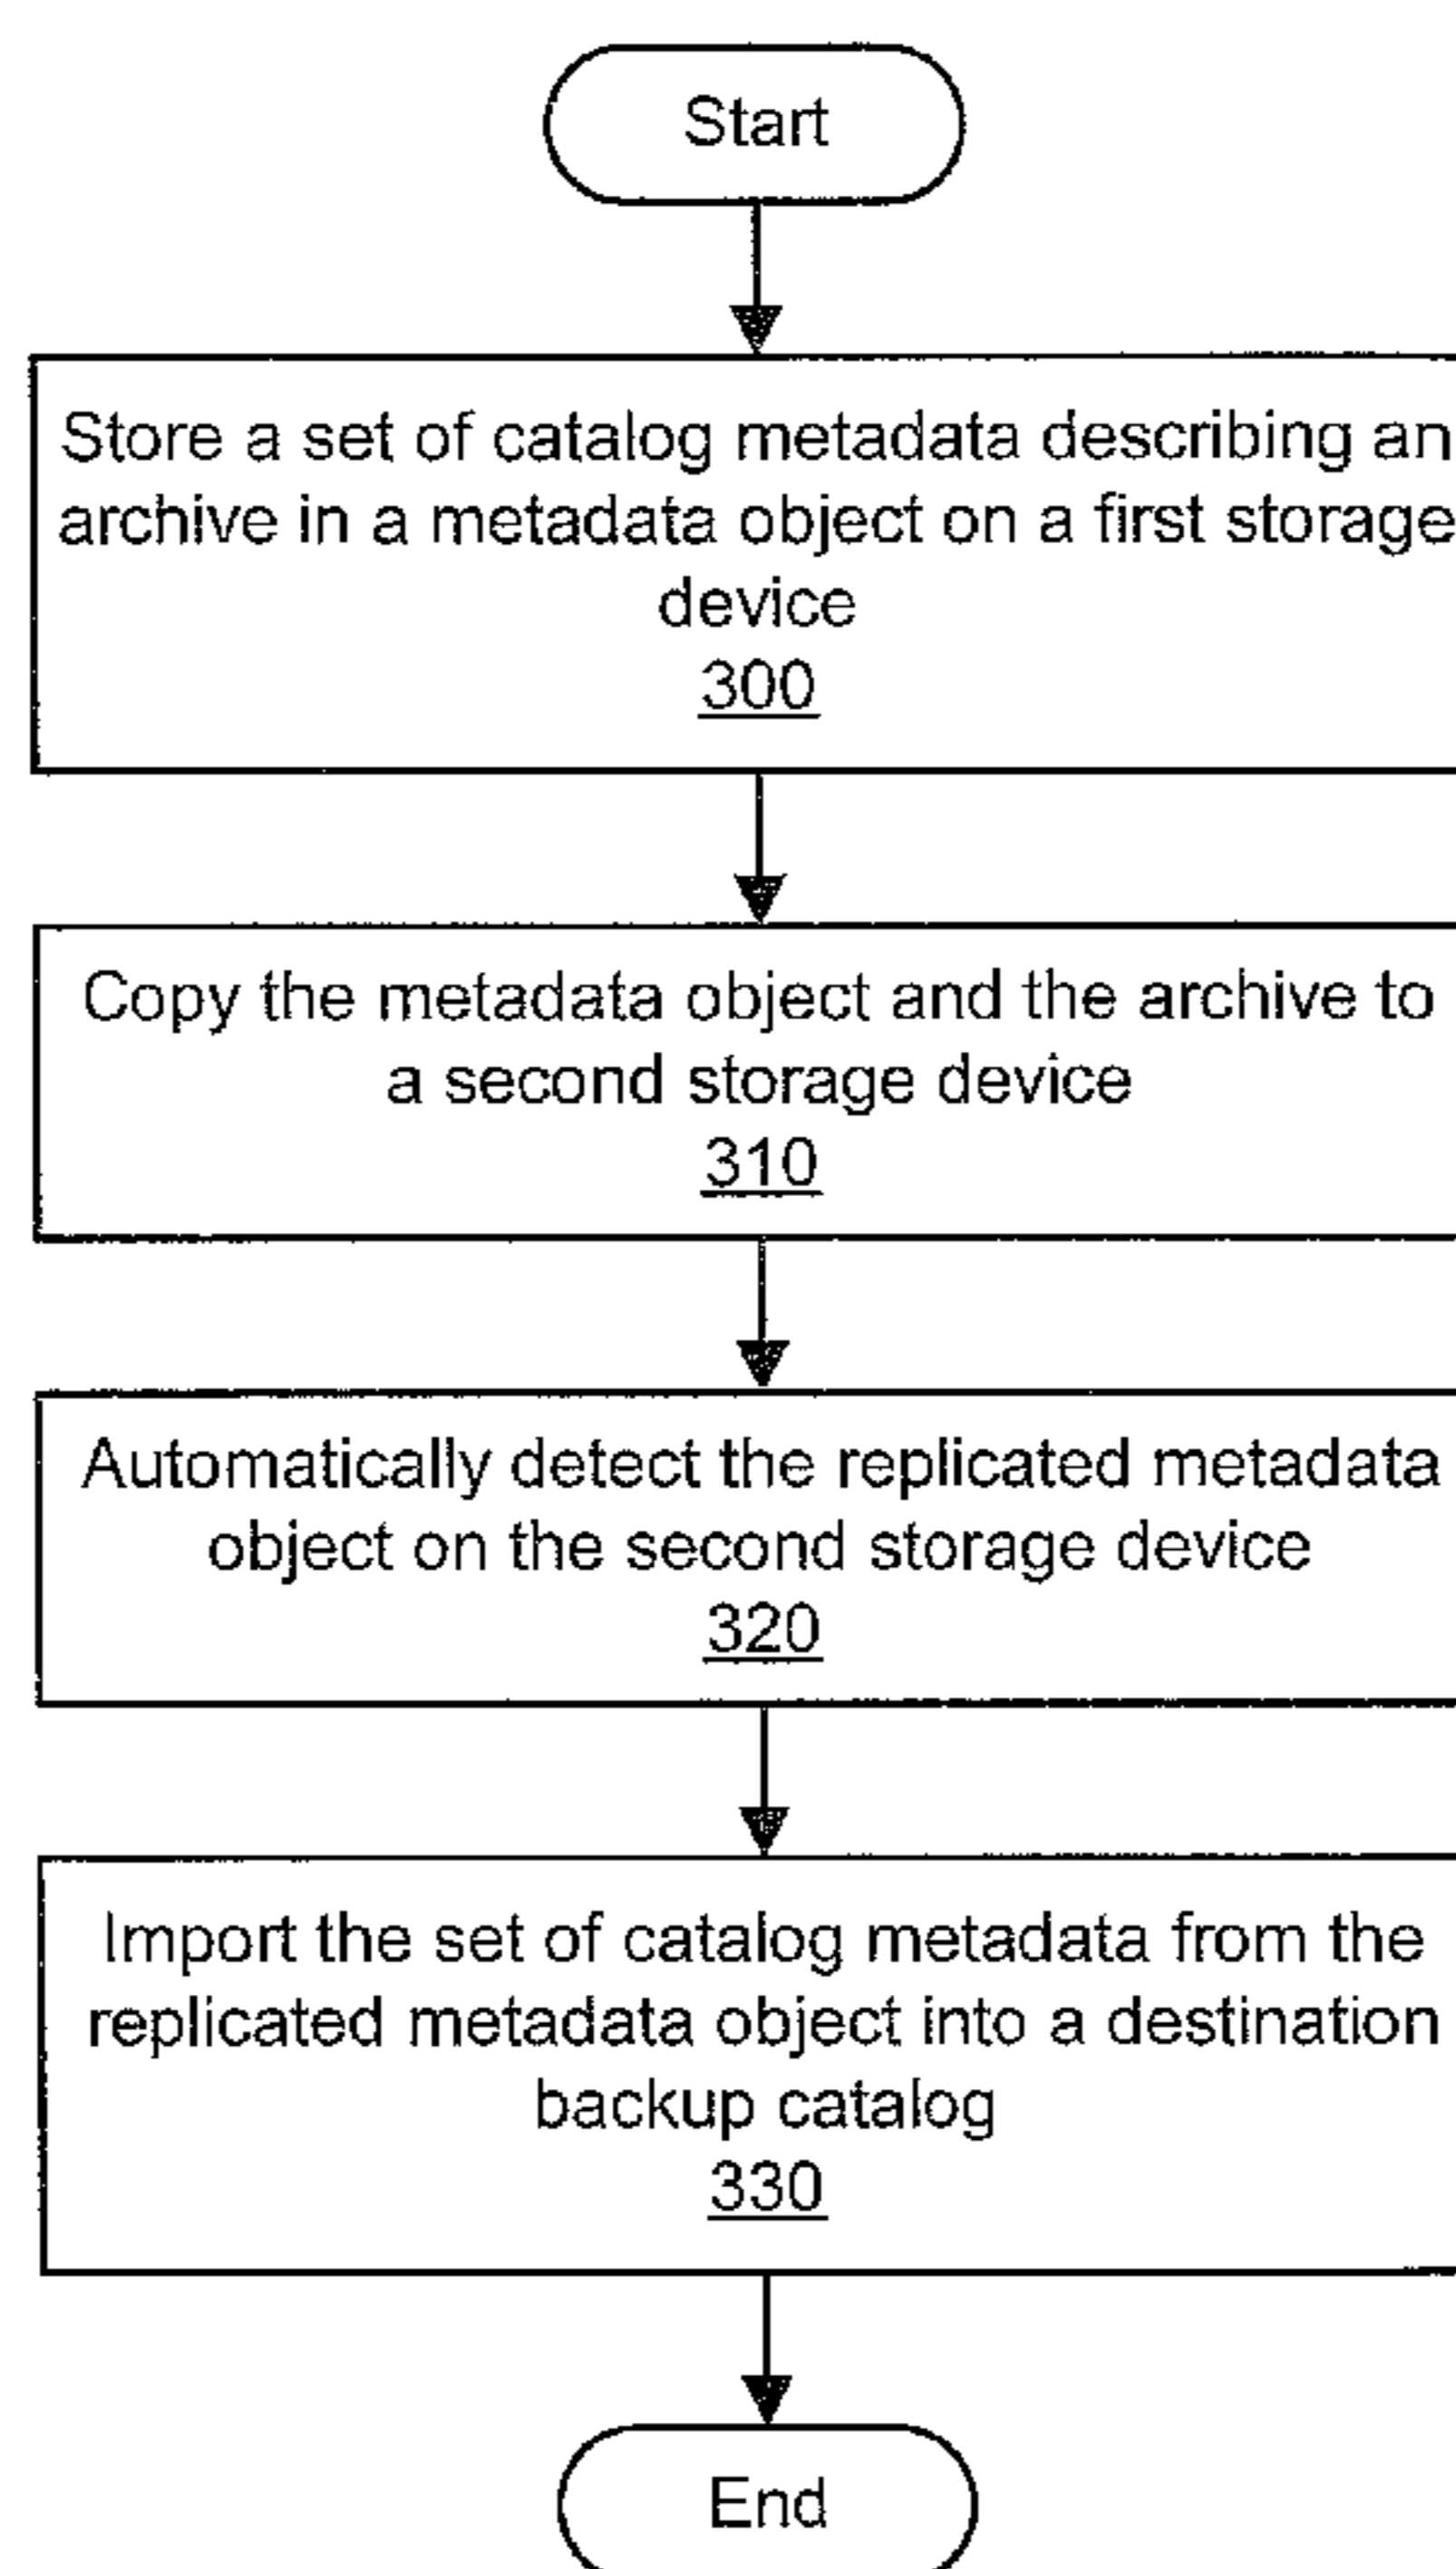 Start
Store a set of catalog metadata describing an
archive in a metadata object on a first storage
device
300
Copy the metadata object and the archive to
a second storage device
310
Automatically detect the replicated metadata
object on the second storage device
320
Import the set of catalog metadata from the
replicated metadata object into a destination
backup catalog
330
End